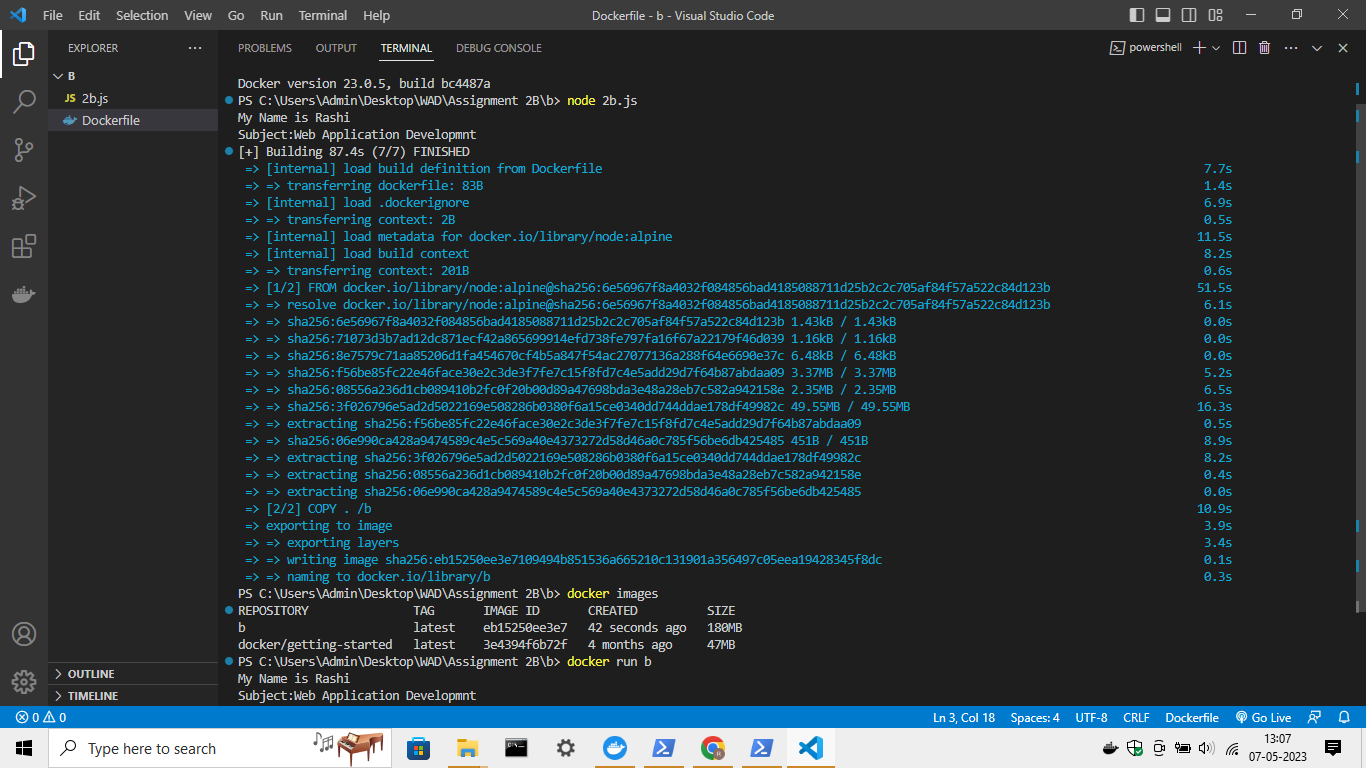 File Edit Selection View Go Run Terminal Help Dockerfile - b - Visual Studio Code
EXPLORER
B
JS 2b.js
Dockerfile
OUTLINE
TIMELINE
PROBLEMS OUTPUT TERMINAL DEBUG CONSOLE powershell
Docker version 23.0.5, build bc4487a
PS C:\Users\Admin\Desktop\WAD\Assignment 2B\b> node 2b.js
My Name is Rashi
Subject:Web Application Developmnt
[+] Building 87.4s (7/7) FINISHED
=> [internal] load build definition from Dockerfile 7.7s
=> => transferring dockerfile: 83B 1.4s
=> [internal] load .dockerignore 6.9s
=> => transferring context: 2B 0.5s
=> [internal] load metadata for docker.io/library/node:alpine 11.5s
=> [internal] load build context 8.2s
=> => transferring context: 201B 0.6s
=> [1/2] FROM docker.io/library/node:alpine@sha256:6e56967f8a4032f084856bad4185088711d25b2c2c705af84f57a522c84d123b 51.5s
=> => resolve docker.io/library/node:alpine@sha256:6e56967f8a4032f084856bad4185088711d25b2c2c705af84f57a522c84d123b 6.1s
=> => sha256:6e56967f8a4032f084856bad4185088711d25b2c2c705af84f57a522c84d123b 1.43kB / 1.43kB 0.0s
=> => sha256:71073d3b7ad12dc871ecf42a865699914efd738fe797fa16f67a22179f46d039 1.16kB / 1.16kB 0.0s
=> => sha256:8e7579c71aa85206d1fa454670cf4b5a847f54ac27077136a288f64e6690e37c 6.48kB / 6.48kB 0.0s
=> => sha256:f56be85fc22e46face30e2c3de3f7fe7c15f8fd7c4e5add29d7f64b87abdaa09 3.37MB / 3.37MB 5.2s
=> => sha256:08556a236d1cb089410b2fc0f20b00d89a47698bda3e48a28eb7c582a942158e 2.35MB / 2.35MB 6.5s
=> => sha256:3f026796e5ad2d5022169e508286b0380f6a15ce0340dd744ddae178df49982c 49.55MB / 49.55MB 16.3s
=> => extracting sha256:f56be85fc22e46face30e2c3de3f7fe7c15f8fd7c4e5add29d7f64b87abdaa09 0.5s
=> => sha256:06e990ca428a9474589c4e5c569a40e4373272d58d46a0c785f56be6db425485 451B / 451B 8.9s
=> => extracting sha256:3f026796e5ad2d5022169e508286b0380f6a15ce0340dd744ddae178df49982c 8.2s
=> => extracting sha256:08556a236d1cb089410b2fc0f20b00d89a47698bda3e48a28eb7c582a942158e 0.4s
=> => extracting sha256:06e990ca428a9474589c4e5c569a40e4373272d58d46a0c785f56be6db425485 0.0s
=> [2/2] COPY . /b 10.9s
=> exporting to image 3.9s
=> => exporting layers 3.4s
=> => writing image sha256:eb15250ee3e7109494b851536a665210c131901a356497c05eea19428345f8dc 0.1s
=> => naming to docker.io/library/b 0.3s
PS C:\Users\Admin\Desktop\WAD\Assignment 2B\b> docker images
REPOSITORY TAG IMAGE ID CREATED SIZE
b latest eb15250ee3e7 42 seconds ago 180MB
docker/getting-started latest 3e4394f6b72f 4 months ago 47MB
PS C:\Users\Admin\Desktop\WAD\Assignment 2B\b> docker run b
My Name is Rashi
Subject:Web Application Developmnt
0 0 Ln 3, Col 18 Spaces: 4 UTF-8 CRLF Dockerfile Go Live
Type here to search
13:07
07-05-2023